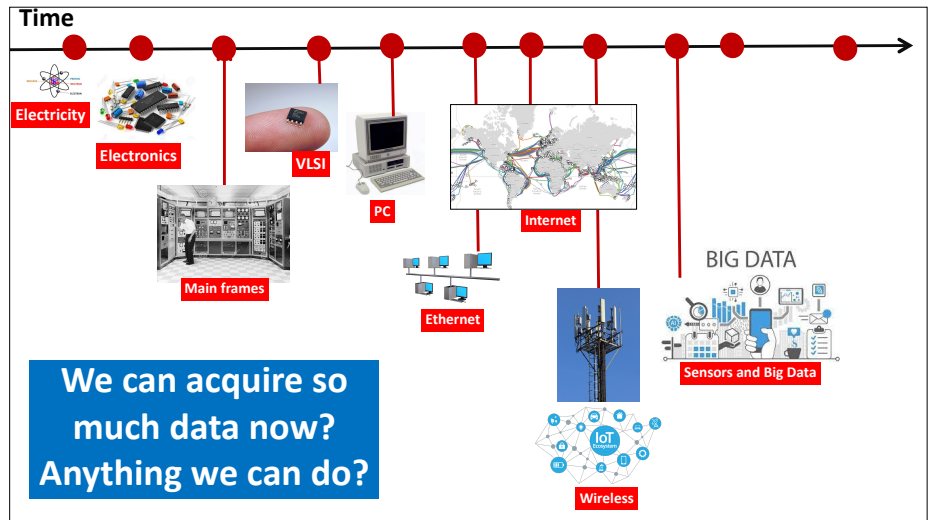 Time
Electricity
Electronics
Main frames
VLSI
PC
Internet
Ethernet
IoT
Ecosystem
Wireless
BIG DATA
Sensors and Big Data
We can acquire so
much data now?
Anything we can do?